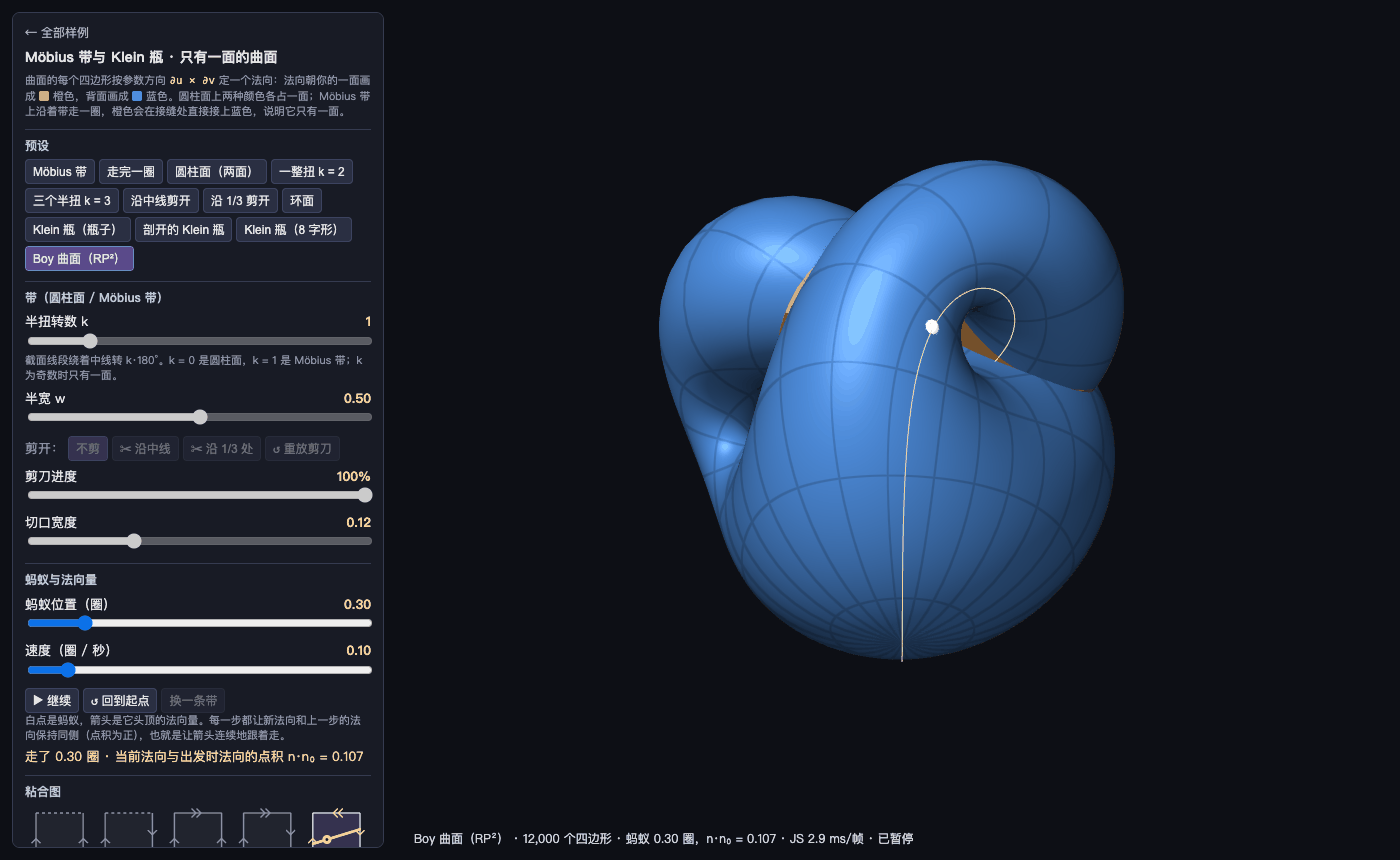 ← 全部样例
Möbius 带与 Klein 瓶 · 只有一面的曲面
曲面的每个四边形按参数方向 ∂u × ∂v 定一个法向：法向朝你的一面画
成 橙色，背面画成 蓝色。圆柱面上两种颜色各占一面；Möbius 带
上沿着带走一圈，橙色会在接缝处直接接上蓝色，说明它只有一面。
预设
Möbius 带 走完一圈 圆柱面（两面） 一整扭 k = 2
三个半扭 k = 3 沿中线剪开 沿 1/3 剪开 环面
Klein 瓶（瓶子） 剖开的 Klein 瓶 Klein 瓶（8 字形）
Boy 曲面（RP²）
带（圆柱面 / Möbius 带）
半扭转数 k 1
截面线段绕着中线转 k·180°。k = 0 是圆柱面，k = 1 是 Möbius 带；k
为奇数时只有一面。
半宽 w 0.50
剪开： 不剪 ✂ 沿中线 ✂ 沿 1/3 处 ↺ 重放剪刀
剪刀进度 100%
切口宽度 0.12
蚂蚁与法向量
蚂蚁位置（圈） 0.30
速度（圈 / 秒） 0.10
▶ 继续 ↺ 回到起点 换一条带
白点是蚂蚁，箭头是它头顶的法向量。每一步都让新法向和上一步的法
向保持同侧（点积为正），也就是让箭头连续地跟着走。
走了 0.30 圈 · 当前法向与出发时法向的点积 n·n₀ = 0.107
粘合图
Boy 曲面（RP²） · 12,000 个四边形 · 蚂蚁 0.30 圈，n·n₀ = 0.107 · JS 2.9 ms/帧 · 已暂停